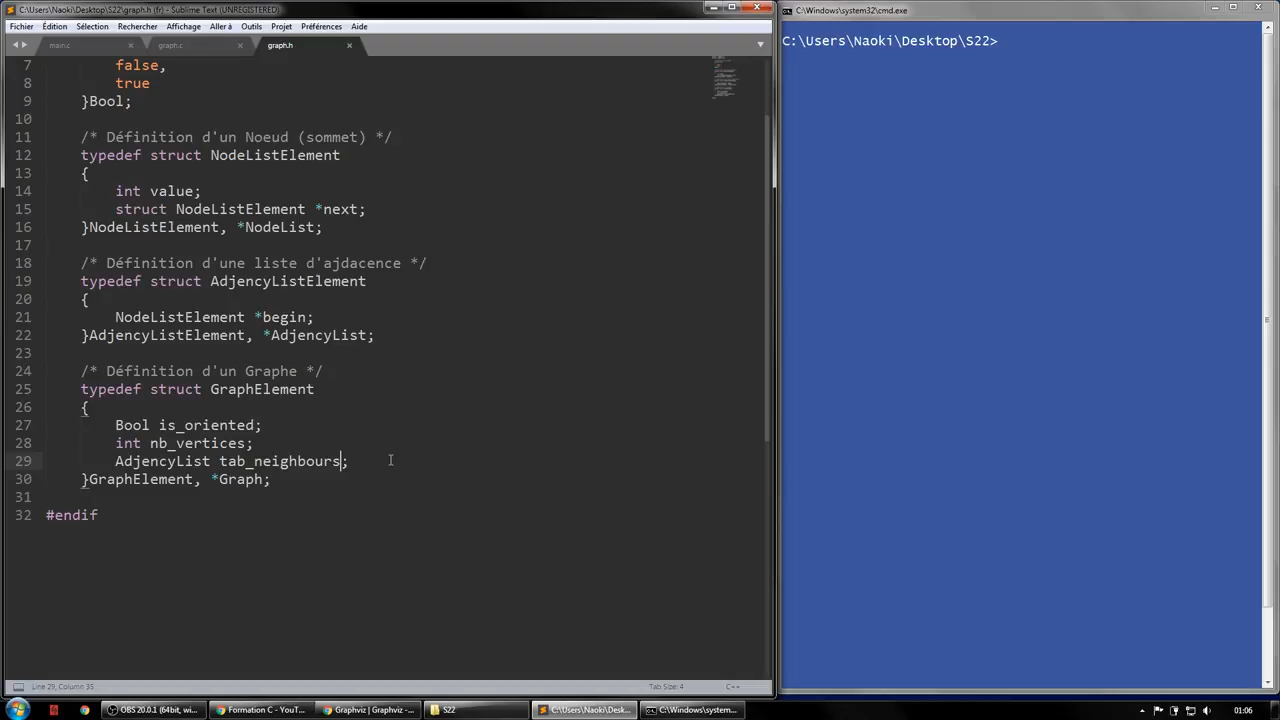 C:\Users\Naoki\Desktop\S22\graph.h (fr) - Sublime Text (UNREGISTERED)
Fichier Édition Sélection Rechercher Affichage Aller à Outils Projet Préférences Aide
main.c graph.c graph.h
7 false,
8 true
9 }Bool;
10
11 /* Définition d'un Noeud (sommet) */
12 typedef struct NodeListElement
13 {
14 int value;
15 struct NodeListElement *next;
16 }NodeListElement, *NodeList;
17
18 /* Définition d'une liste d'ajdacence */
19 typedef struct AdjencyListElement
20 {
21 NodeListElement *begin;
22 }AdjencyListElement, *AdjencyList;
23
24 /* Définition d'un Graphe */
25 typedef struct GraphElement
26 {
27 Bool is_oriented;
28 int nb_vertices;
29 AdjencyList tab_neighbours;
30 }GraphElement, *Graph;
31
32 #endif
Line 29, Column 35 Tab Size: 4 C++
C:\Windows\system32\cmd.exe
C:\Users\Naoki\Desktop\S22>
OBS 20.0.1 (64bit, wi... Formation C - YouT... Graphviz | Graphviz -... S22 C:\Users\Naoki\Des... C:\Windows\system... 01:06